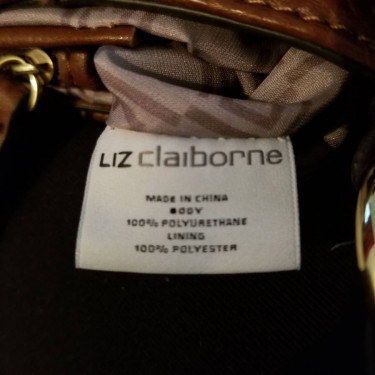 LIZ claiborne
MADE IN CHINA
BODY
100% POLYURETHANE
LINING
100% POLYESTER